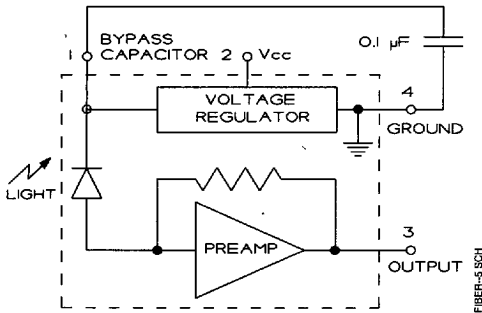 BYPASS
1 CAPACITOR 2 Vcc
0.1 µF
VOLTAGE
REGULATOR
4
GROUND
LIGHT
PREAMP
3
OUTPUT
FIBER-5 SCH